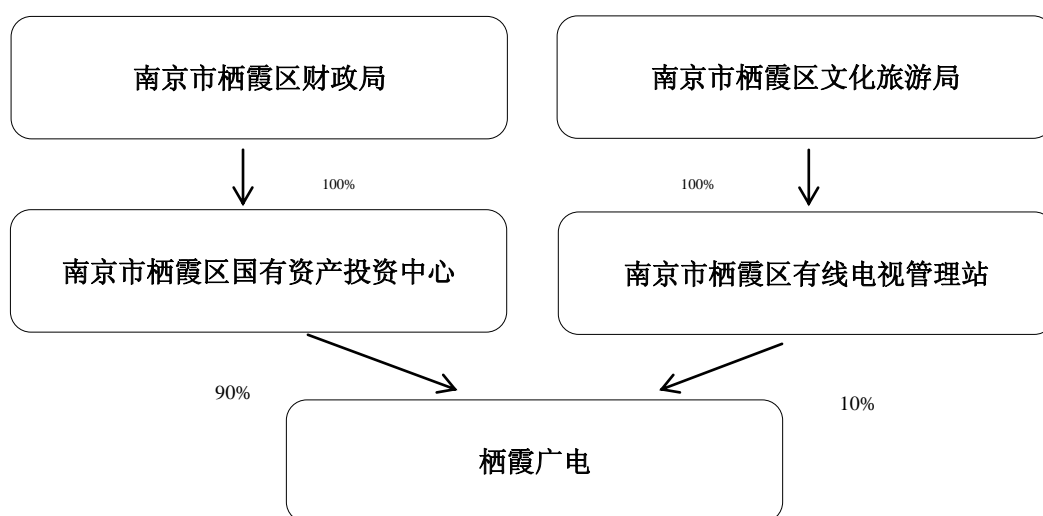 南京市栖霞区财政局
南京市栖霞区文化旅游局
100%
100%
南京市栖霞区国有资产投资中心
南京市栖霞区有线电视管理站
90%
10%
栖霞广电